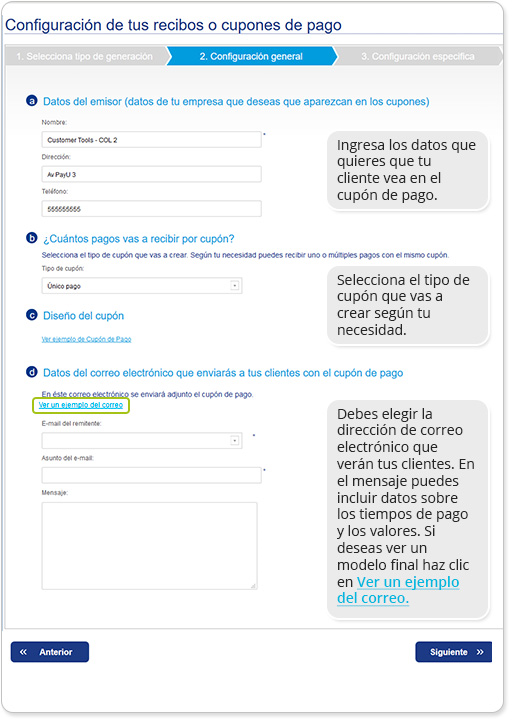 Configuración de tus recibos o cupones de pago
1. Selecciona tipo de generación
2. Configuración general
3. Configuración especifica
a Datos del emisor (datos de tu empresa que deseas que aparezcan en los cupones)
Nombre:
Customer Tools - COL 2 *
Dirección:
Av PayU 3
Teléfono:
555555555
Ingresa los datos que
quieres que tu
cliente vea en el
cupón de pago.
b ¿Cuántos pagos vas a recibir por cupón?
Selecciona el tipo de cupón que vas a crear. Según tu necesidad puedes recibir uno o múltiples pagos con el mismo cupón.
Tipo de cupón:
Único pago
Selecciona el tipo de
cupón que vas a
crear según tu
necesidad.
c Diseño del cupón
Ver ejemplo de Cupón de Pago
d Datos del correo electrónico que enviarás a tus clientes con el cupón de pago
En éste correo electrónico se enviará adjunto el cupón de pago.
Ver un ejemplo del correo
E-mail del remitente:
*
Asunto del e-mail:
*
Mensaje:
Debes elegir la
dirección de correo
electrónico que
verán tus clientes. En
el mensaje puedes
incluir datos sobre
los tiempos de pago
y los valores. Si
deseas ver un
modelo final haz clic
en Ver un ejemplo
del correo.
« Anterior
Siguiente »